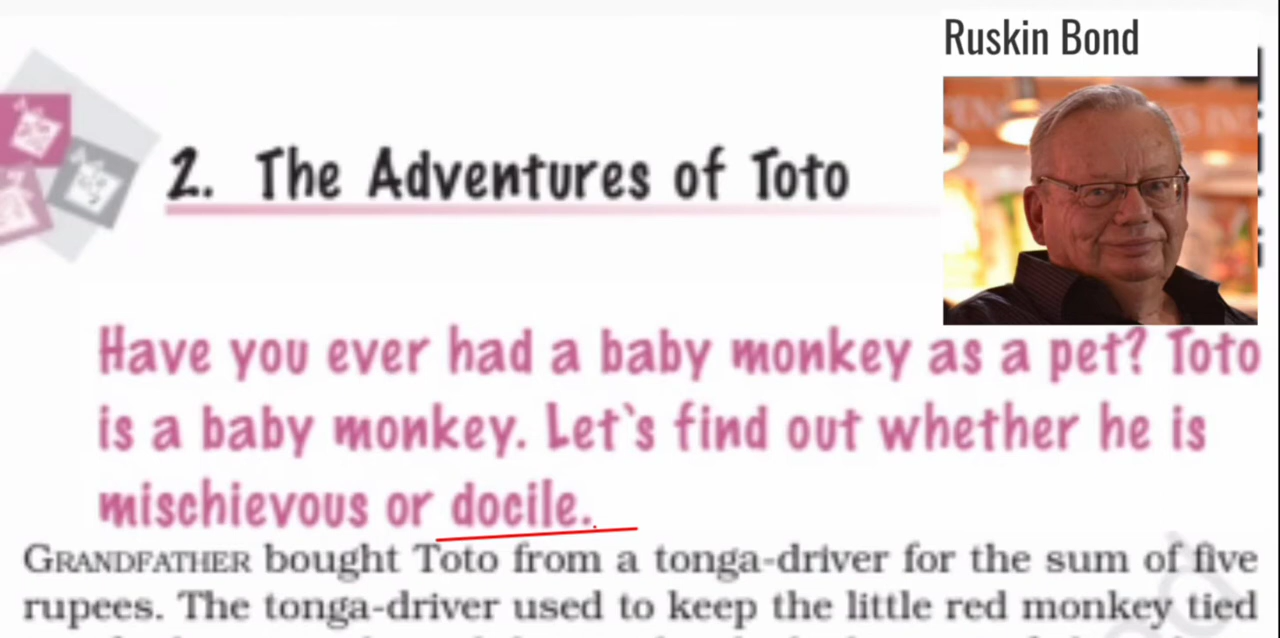 Ruskin Bond
2. The Adventures of Toto
Have you ever had a baby monkey as a pet? Toto
is a baby monkey. Let`s find out whether he is
mischievous or docile.
GRANDFATHER bought Toto from a tonga-driver for the sum of five
rupees. The tonga-driver used to keep the little red monkey tied